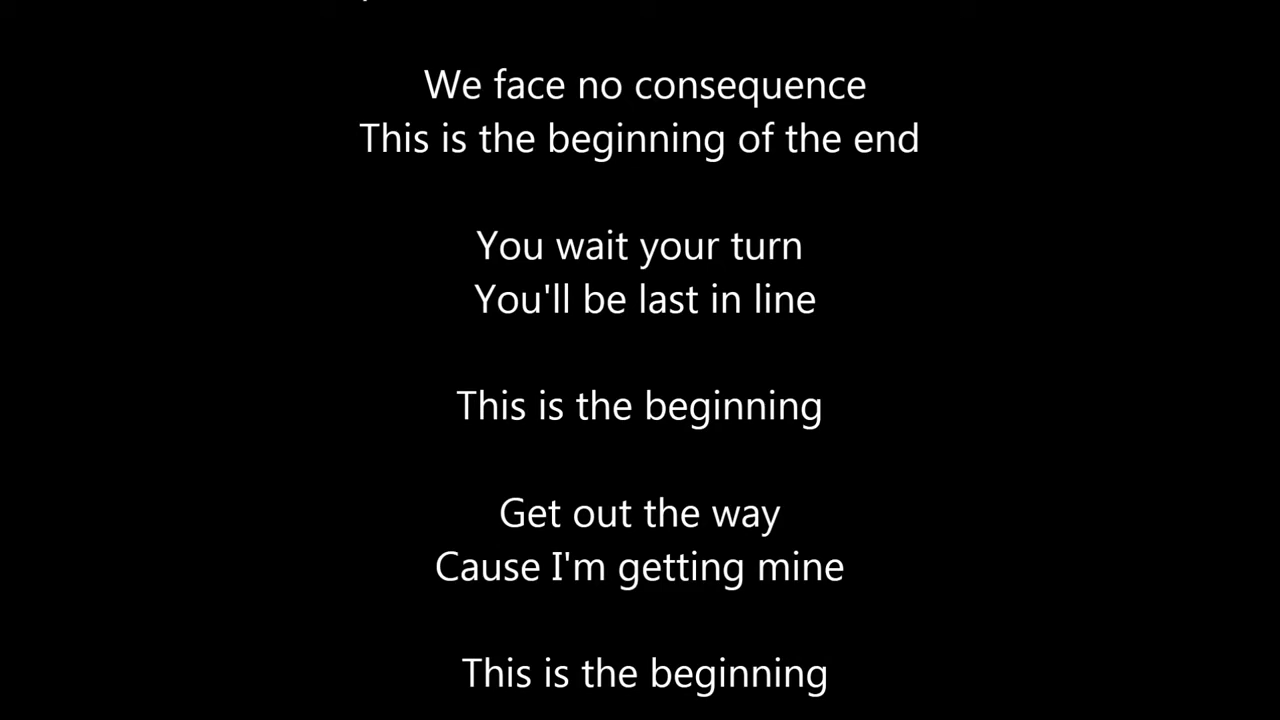 We face no consequence
This is the beginning of the end
You wait your turn
You'll be last in line
This is the beginning
Get out the way
Cause I'm getting mine
This is the beginning